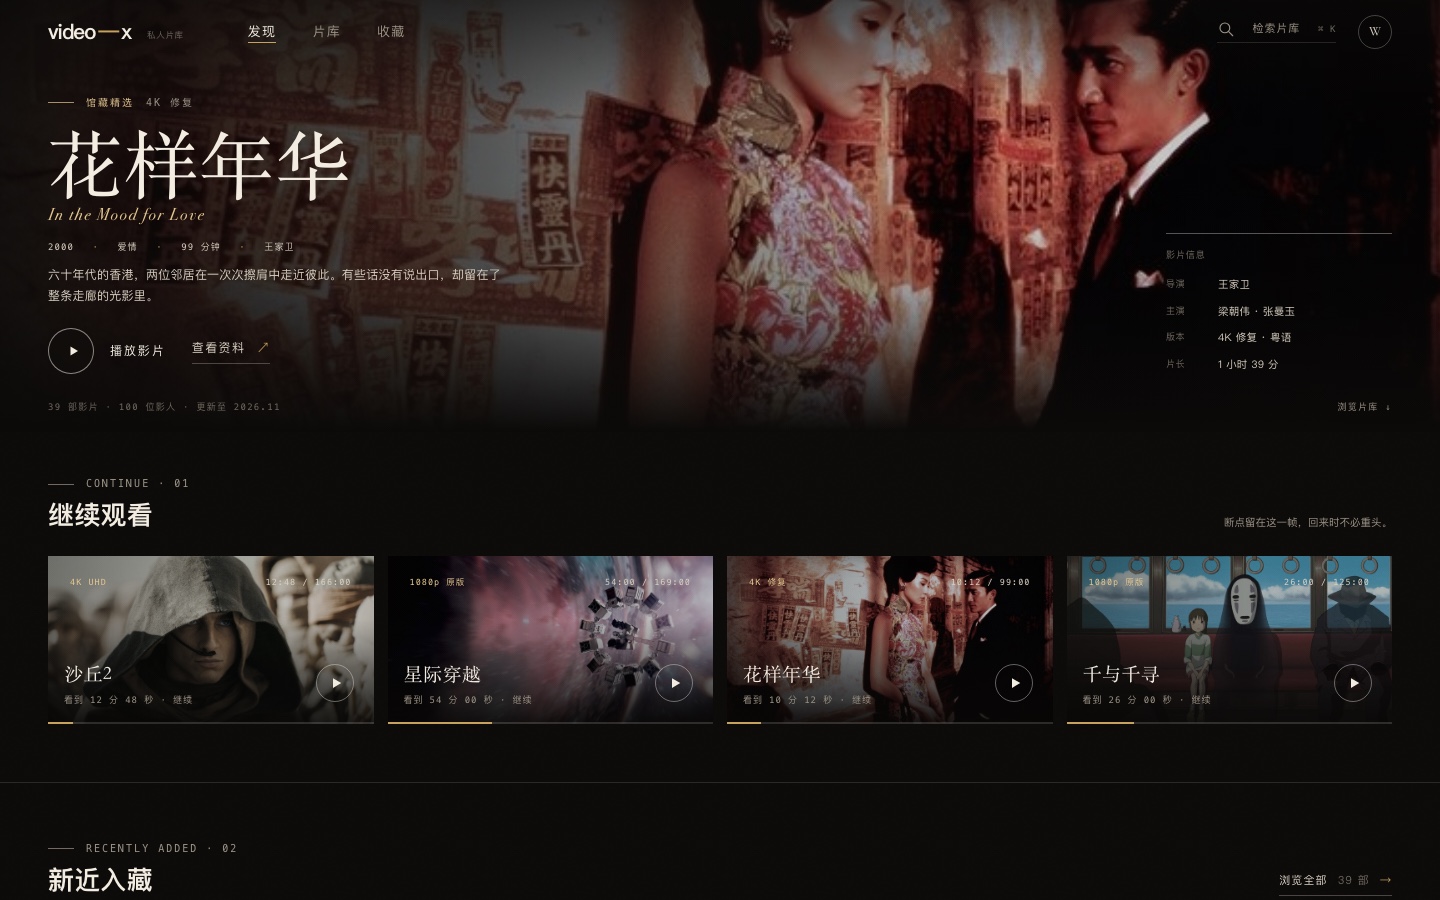 video—x 私人片库 发现 片库 收藏 检索片库 ⌘ K W
馆藏精选 4K 修复
花样年华
In the Mood for Love
2000 · 爱情 · 99 分钟 · 王家卫
六十年代的香港，两位邻居在一次次擦肩中走近彼此。有些话没有说出口，却留在了
整条走廊的光影里。
播放影片 查看资料 ↗
39 部影片 · 100 位影人 · 更新至 2026.11
快靈丹
影片信息
导演 王家卫
主演 梁朝伟 · 张曼玉
版本 4K 修复 · 粤语
片长 1 小时 39 分
浏览片库 ↓
CONTINUE · 01
继续观看
断点留在这一帧，回来时不必重头。
4K UHD 12:48 / 166:00
沙丘2
看到 12 分 48 秒 · 继续
1080p 原版 54:00 / 169:00
星际穿越
看到 54 分 00 秒 · 继续
4K 修复 10:12 / 99:00
花样年华
看到 10 分 12 秒 · 继续
1080p 原版 26:00 / 125:00
千与千寻
看到 26 分 00 秒 · 继续
RECENTLY ADDED · 02
新近入藏
浏览全部 39 部 →